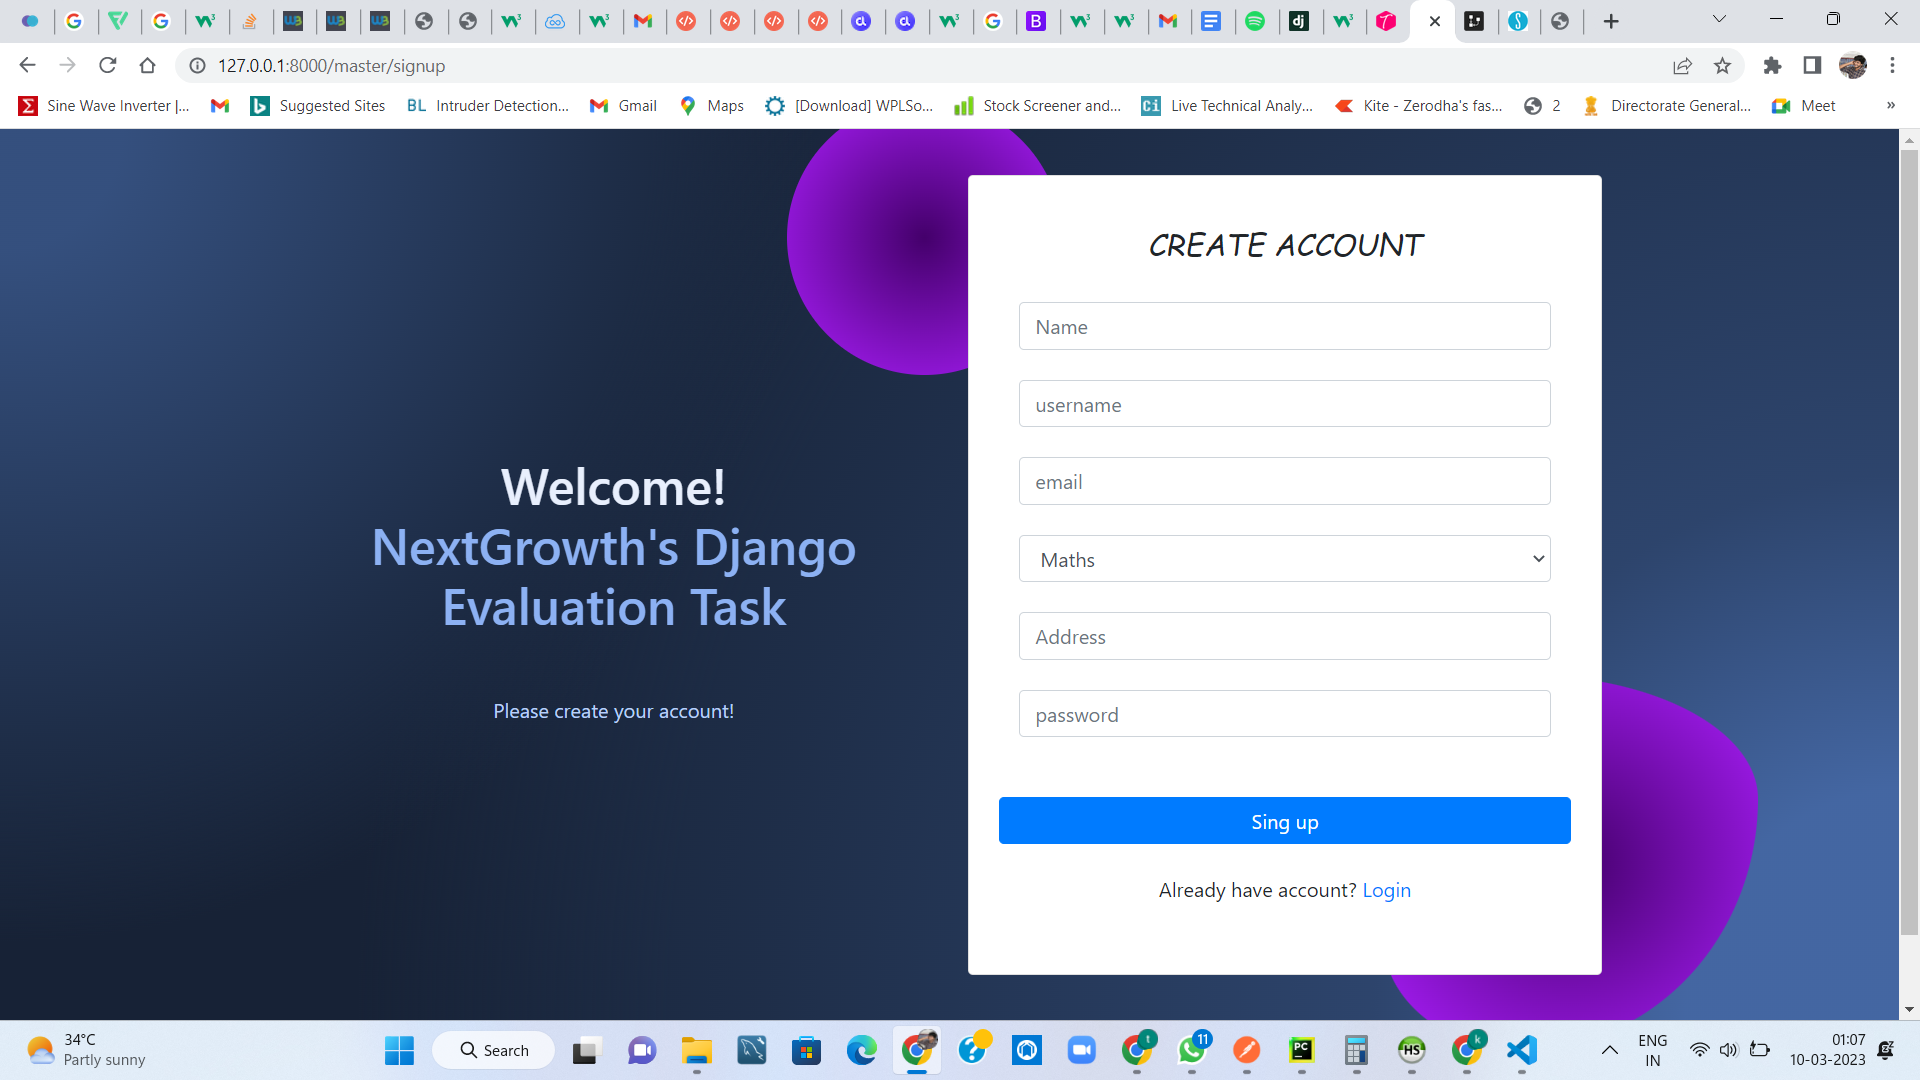 127.0.0.1:8000/master/signup
Sine Wave Inverter |...
Suggested Sites
BL Intruder Detection...
Gmail
Maps
[Download] WPLSo...
Stock Screener and...
Ci Live Technical Analy...
Kite - Zerodha's fas...
2
Directorate General...
Meet
»
CREATE ACCOUNT
Name
username
email
Maths
Address
password
Sing up
Already have account? Login
Welcome!
NextGrowth's Django
Evaluation Task
Please create your account!
34°C
Partly sunny
Search
11
ENG
IN
01:07
10-03-2023